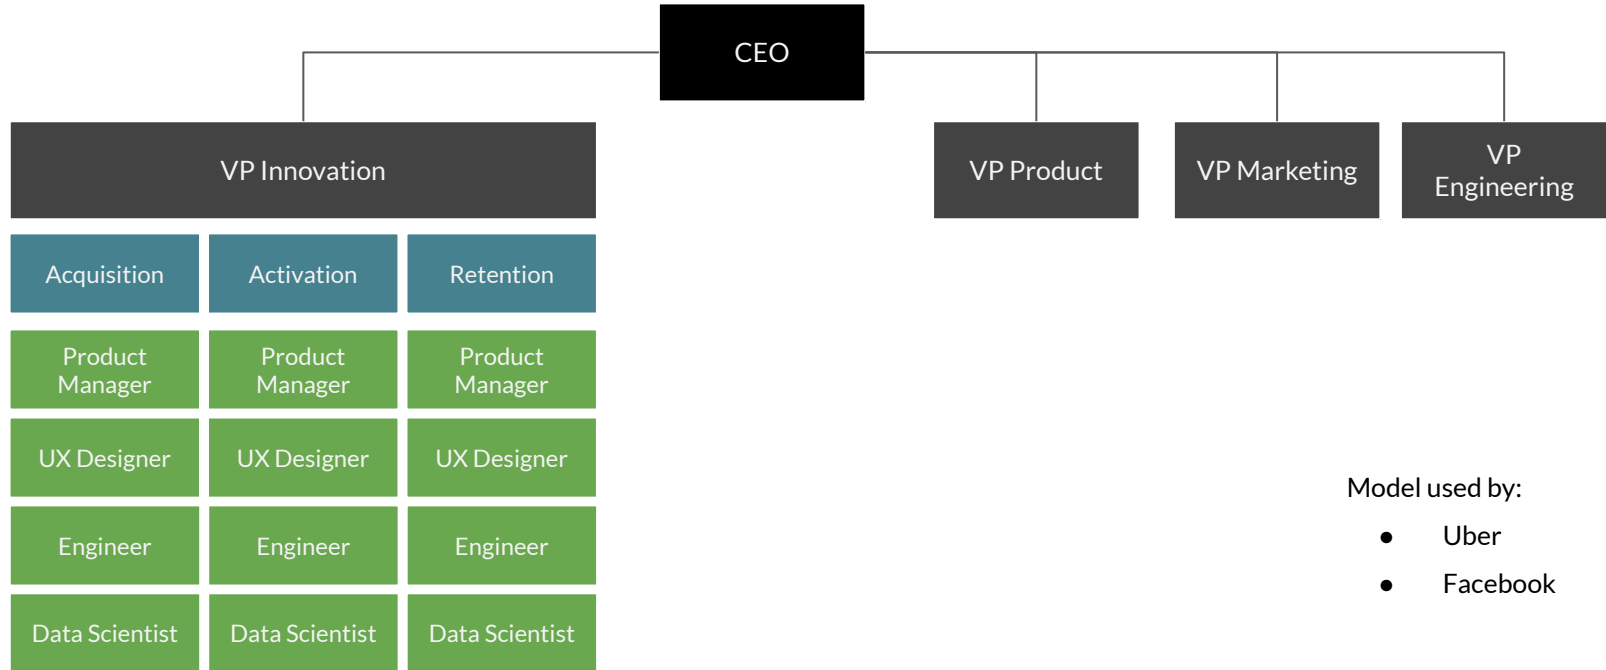 CEO
VP Innovation
VP Product
VP Marketing
VP
Engineering
Acquisition
Activation
Retention
Product
Manager
Product
Manager
Product
Manager
UX Designer
UX Designer
UX Designer
Engineer
Engineer
Engineer
Data Scientist
Data Scientist
Data Scientist
Model used by:
● Uber
● Facebook